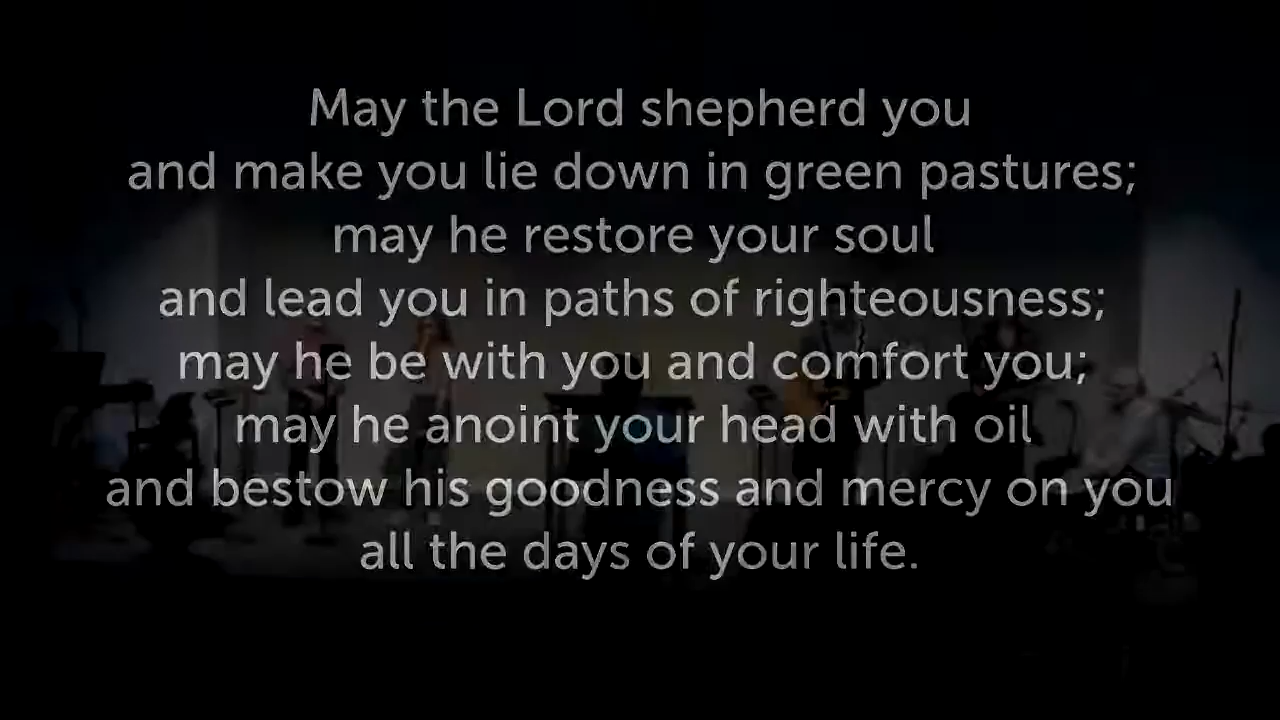 May the Lord shepherd you
and make you lie down in green pastures;
may he restore your soul
and lead you in paths of righteousness;
may he be with you and comfort you;
may he anoint your head with oil
and bestow his goodness and mercy on you
all the days of your life.